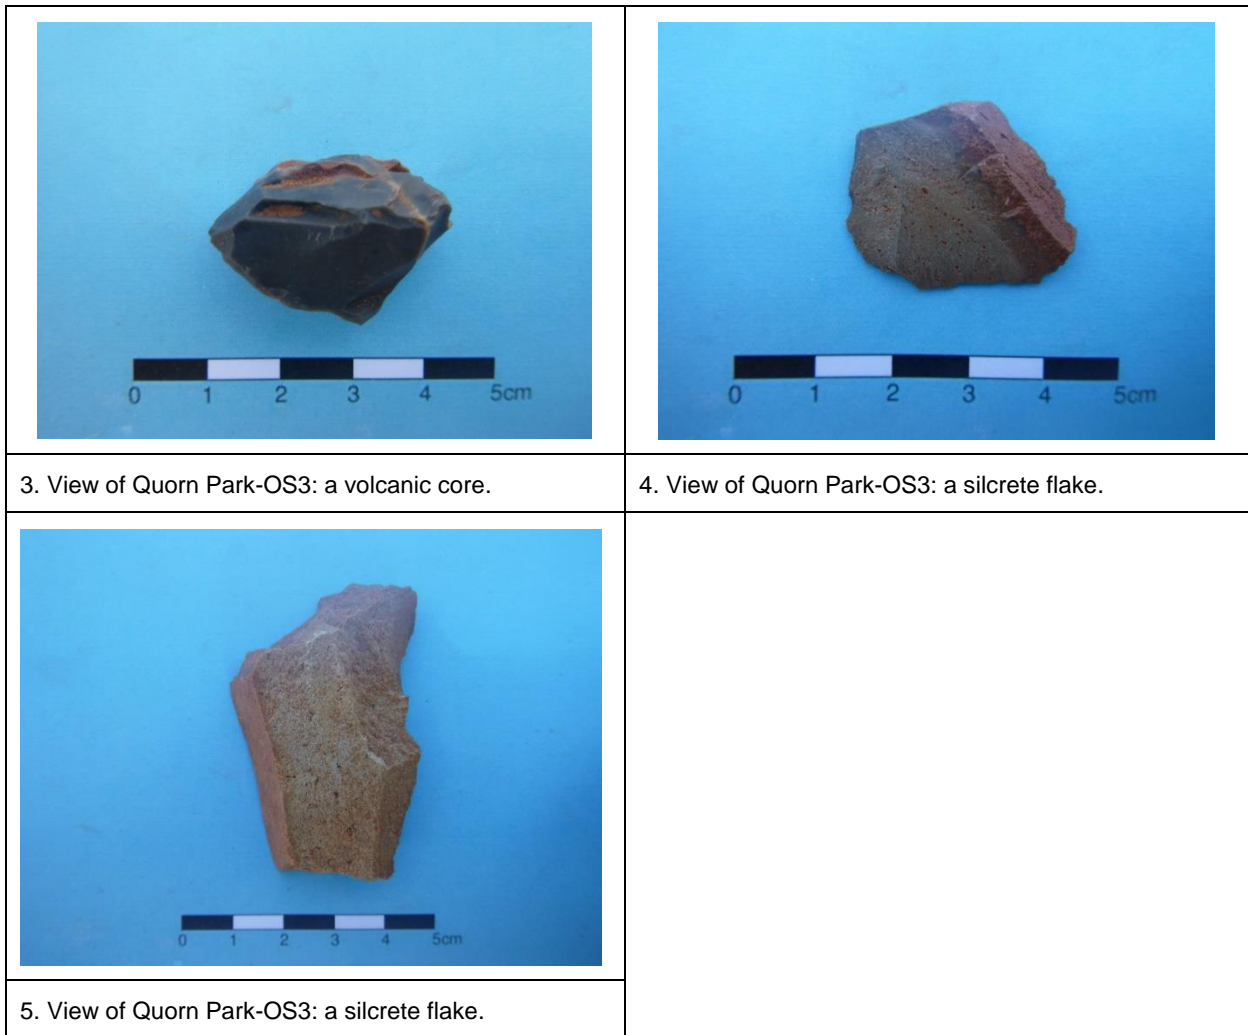 0 1 2 3 4 5cm
0 1 2 3 4 5cm
3. View of Quorn Park-OS3: a volcanic core.
4. View of Quorn Park-OS3: a silcrete flake.
0 1 2 3 4 5cm
5. View of Quorn Park-OS3: a silcrete flake.